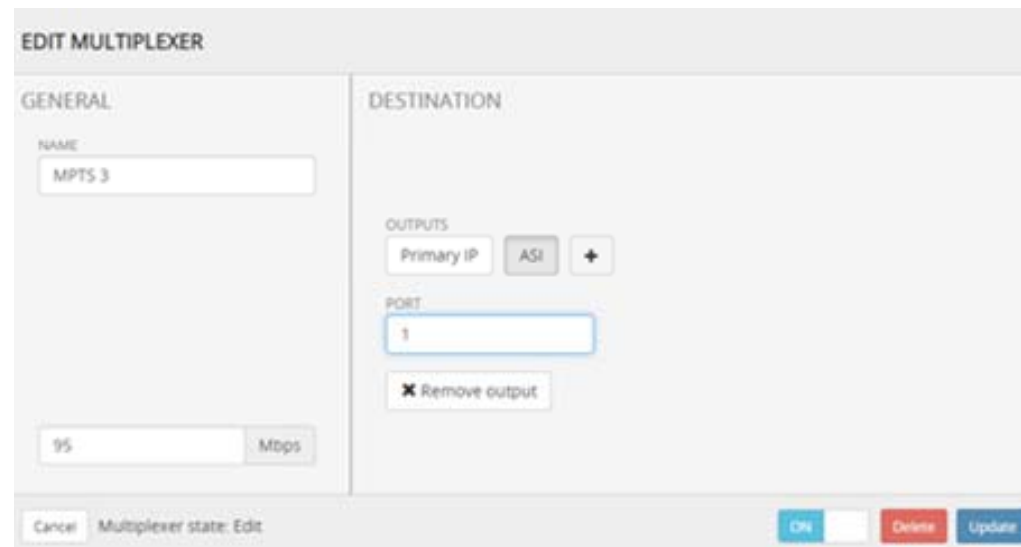 EDIT MULTIPLEXER
GENERAL
NAME
MPTS 3
95 Mbps
DESTINATION
OUTPUTS
Primary IP ASI +
PORT
1
✖ Remove output
Cancel Multiplexer state: Edit ON Delete Update